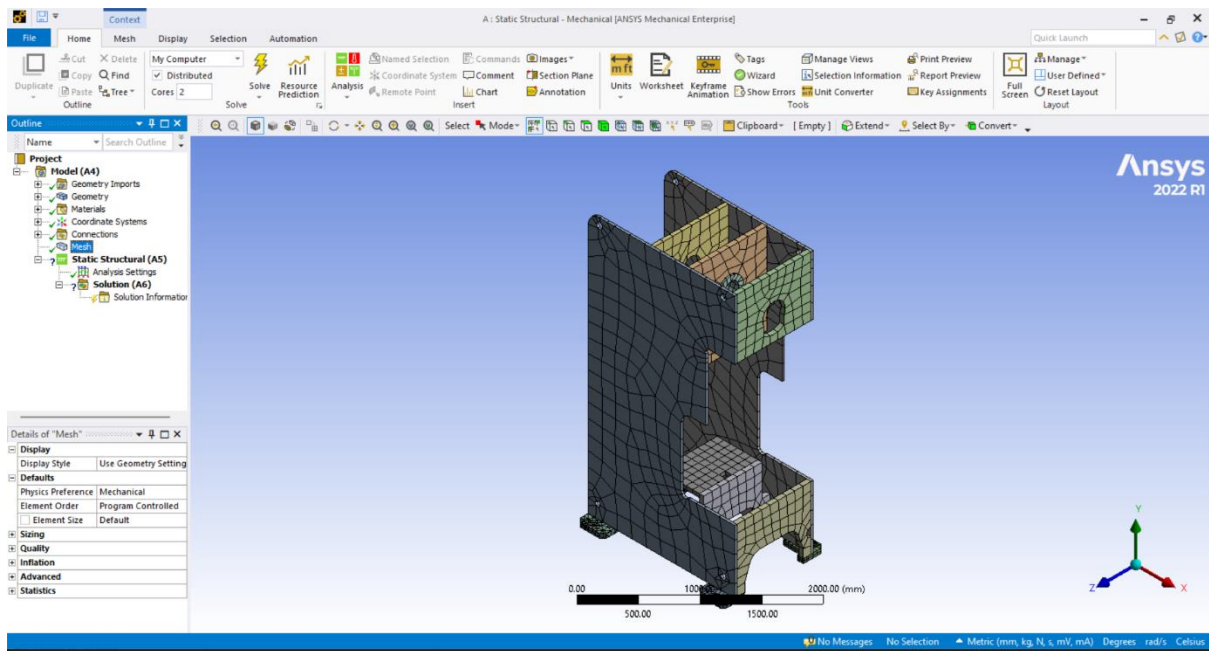 Context
A : Static Structural - Mechanical [ANSYS Mechanical Enterprise]
File Home Mesh Display Selection Automation
Quick Launch
Duplicate
Cut
Copy
Paste
Delete
Find
Tree
Outline
My Computer
Distributed
Cores 2
Solve
Resource Prediction
Solve
Analysis
Named Selection
Coordinate System
Remote Point
Commands
Comment
Chart
Images
Section Plane
Annotation
Insert
Units
Worksheet
Keyframe Animation
Tags
Wizard
Show Errors
Manage Views
Selection Information
Unit Converter
Print Preview
Report Preview
Key Assignments
Tools
Full Screen
Manage
User Defined
Reset Layout
Layout
Outline
Select Mode Clipboard [Empty] Extend Select By Convert
Name Search Outline
Project
Model (A4)
Geometry Imports
Geometry
Materials
Coordinate Systems
Connections
Mesh
Static Structural (A5)
Analysis Settings
Solution (A6)
Solution Informatior
Ansys
2022 R1
Details of "Mesh"
Display
Display Style Use Geometry Setting
Defaults
Physics Preference Mechanical
Element Order Program Controlled
Element Size Default
Sizing
Quality
Inflation
Advanced
Statistics
0.00 2000.00 (mm)
500.00 1500.00
Y
Z X
No Messages No Selection Metric (mm, kg, N, s, mV, mA) Degrees rad/s Celsius